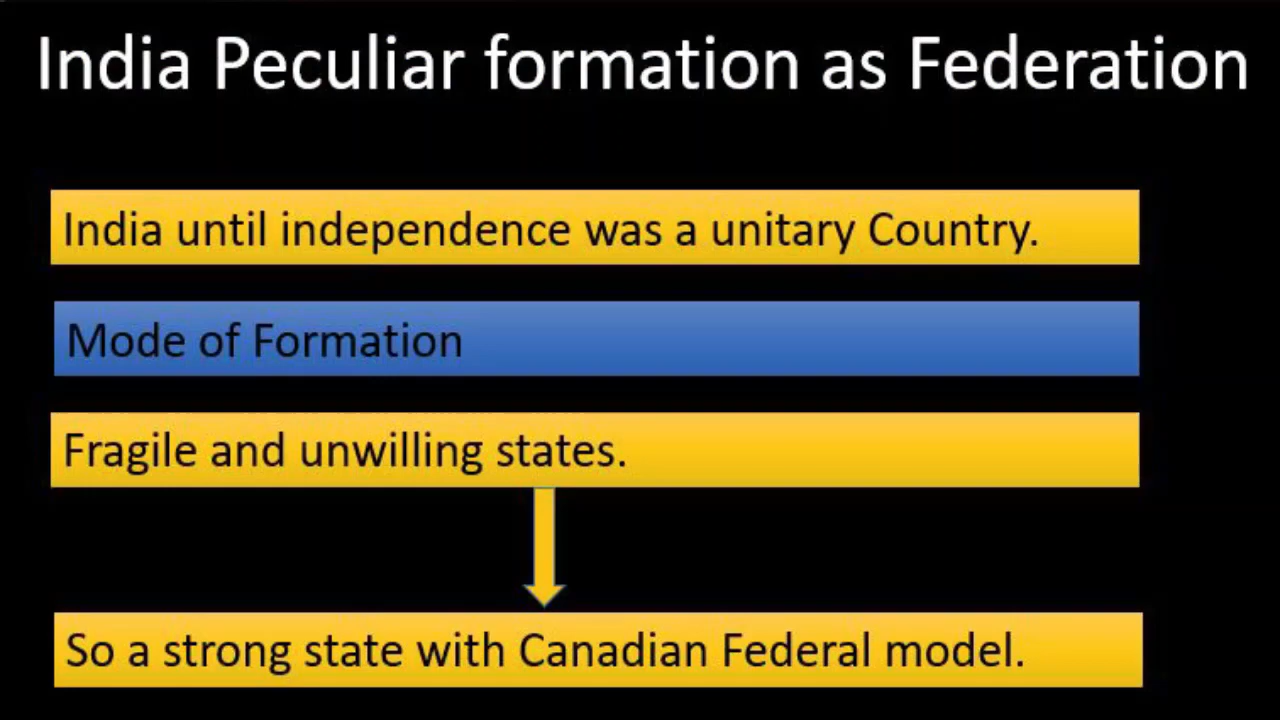 India Peculiar formation as Federation
India until independence was a unitary Country.
Mode of Formation
Fragile and unwilling states.
So a strong state with Canadian Federal model.